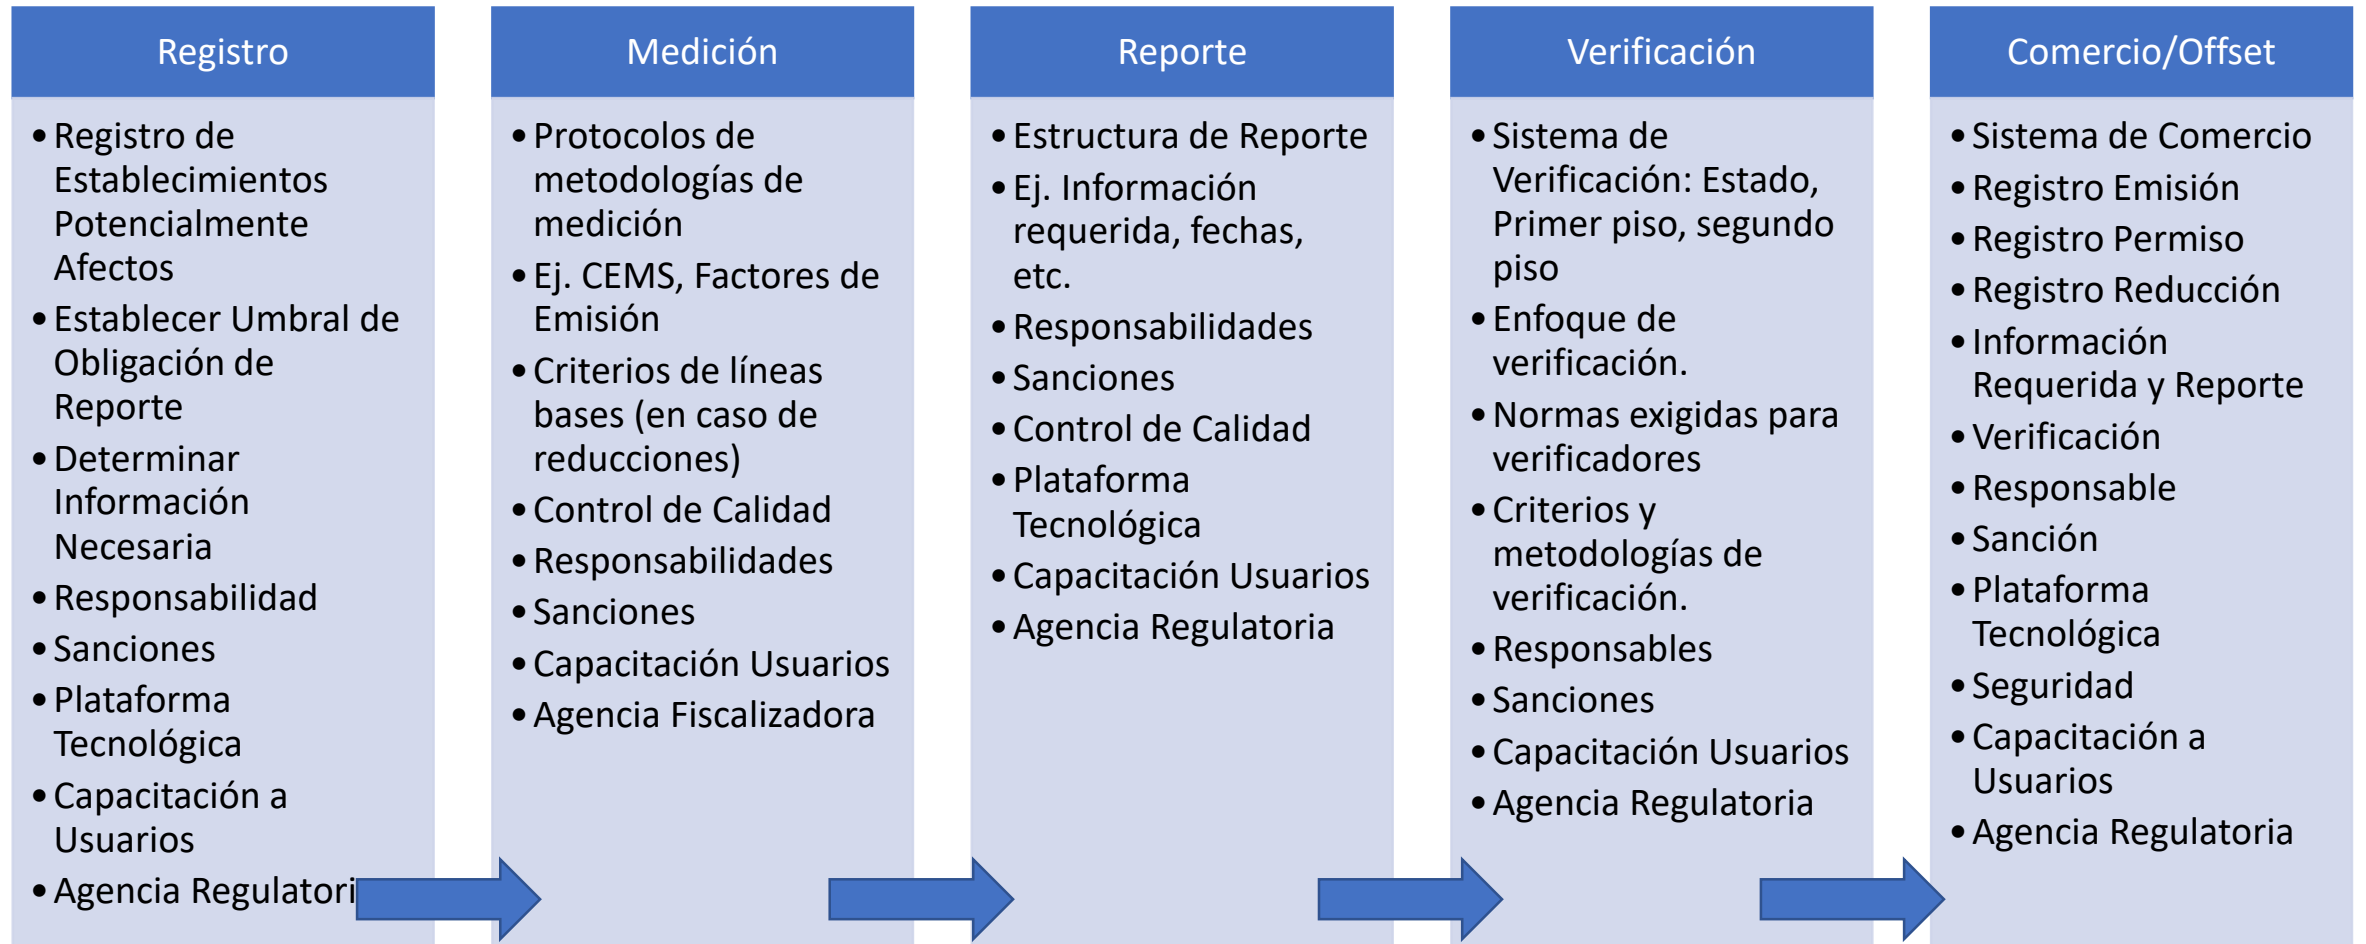 Registro
• Registro de
Establecimientos
Potencialmente
Afectos
• Establecer Umbral de
Obligación de
Reporte
• Determinar
Información
Necesaria
• Responsabilidad
• Sanciones
• Plataforma
Tecnológica
• Capacitación a
Usuarios
• Agencia Regulatori
Medición
• Protocolos de
metodologías de
medición
• Ej. CEMS, Factores de
Emisión
• Criterios de líneas
bases (en caso de
reducciones)
• Control de Calidad
• Responsabilidades
• Sanciones
• Capacitación Usuarios
• Agencia Fiscalizadora
Reporte
• Estructura de Reporte
• Ej. Información
requerida, fechas,
etc.
• Responsabilidades
• Sanciones
• Control de Calidad
• Plataforma
Tecnológica
• Capacitación Usuarios
• Agencia Regulatoria
Verificación
• Sistema de
Verificación: Estado,
Primer piso, segundo
piso
• Enfoque de
verificación.
• Normas exigidas para
verificadores
• Criterios y
metodologías de
verificación.
• Responsables
• Sanciones
• Capacitación Usuarios
• Agencia Regulatoria
Comercio/Offset
• Sistema de Comercio
• Registro Emisión
• Registro Permiso
• Registro Reducción
• Información
Requerida y Reporte
• Verificación
• Responsable
• Sanción
• Plataforma
Tecnológica
• Seguridad
• Capacitación a
Usuarios
• Agencia Regulatoria